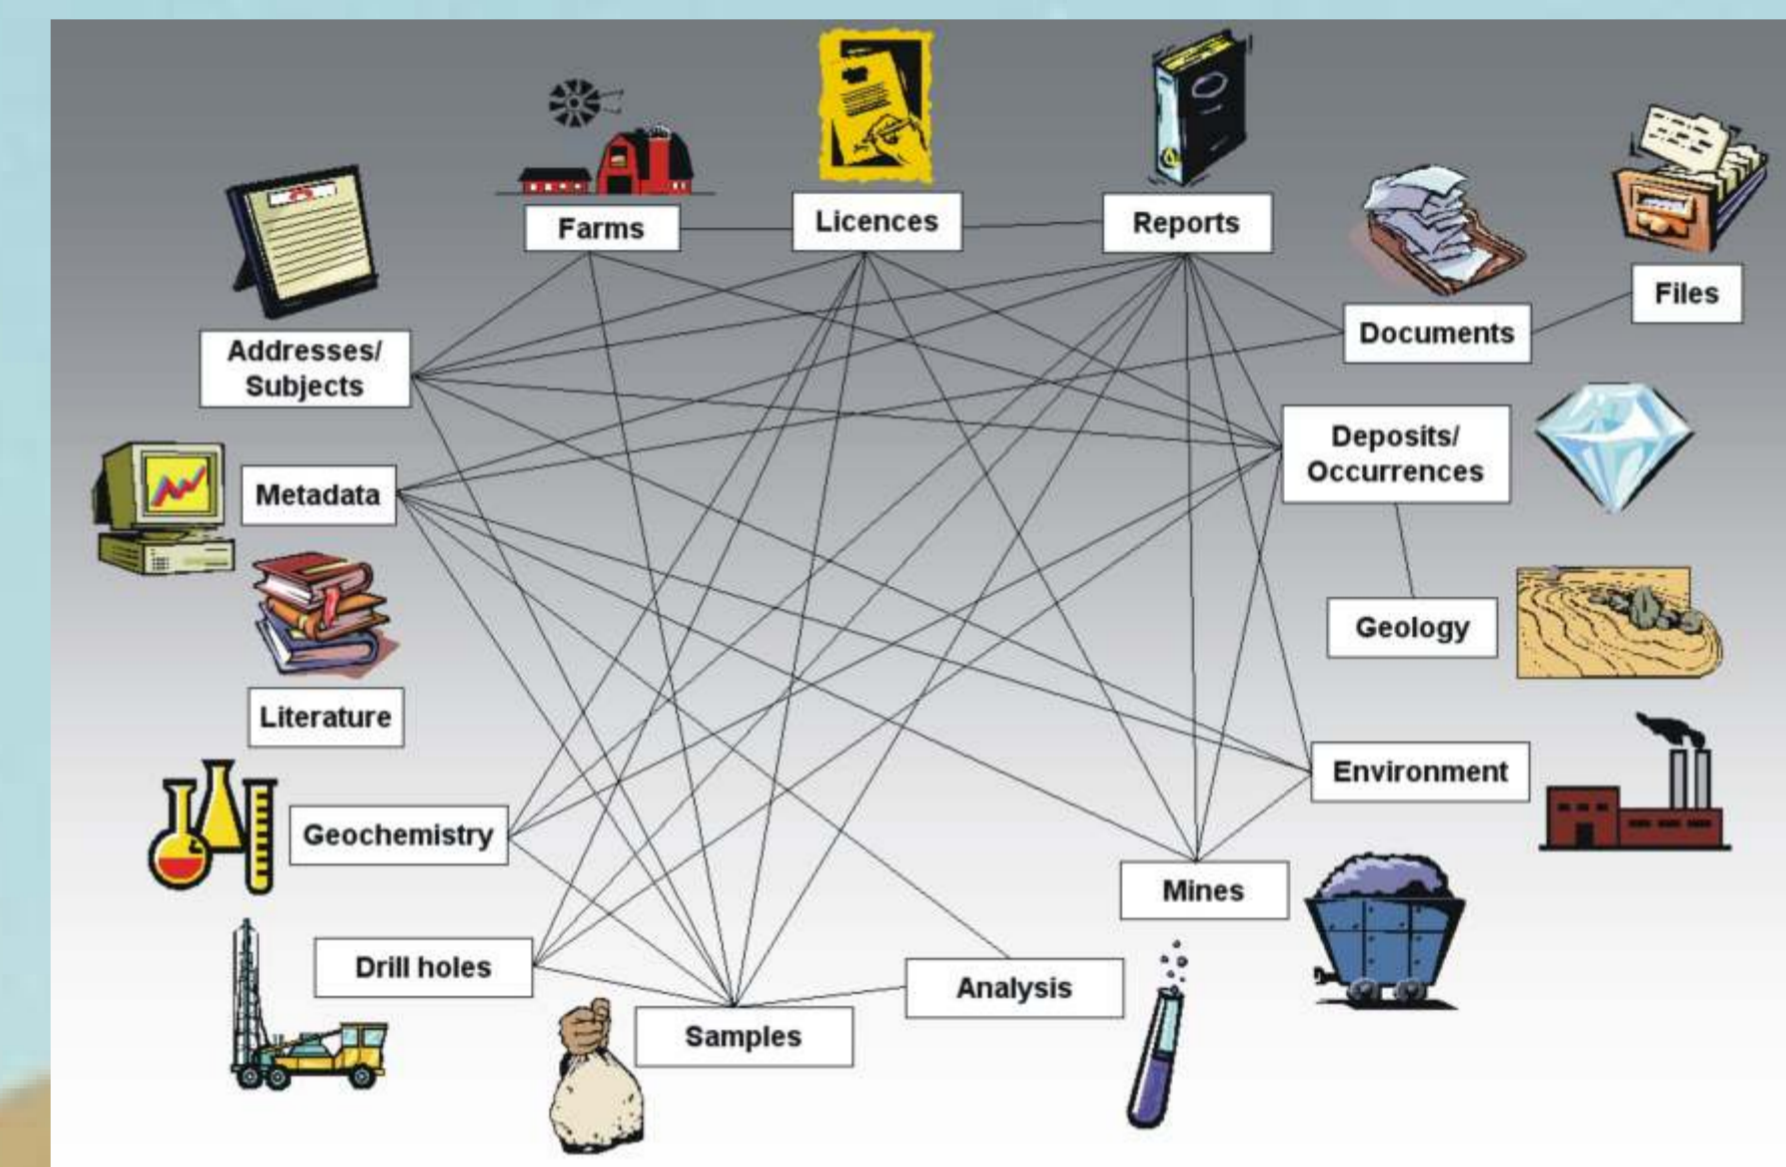 Farms
Licences
Reports
Files
Documents
Addresses/
Subjects
Deposits/
Occurrences
Metadata
Geology
Literature
Environment
Geochemistry
Mines
Drill holes
Analysis
Samples